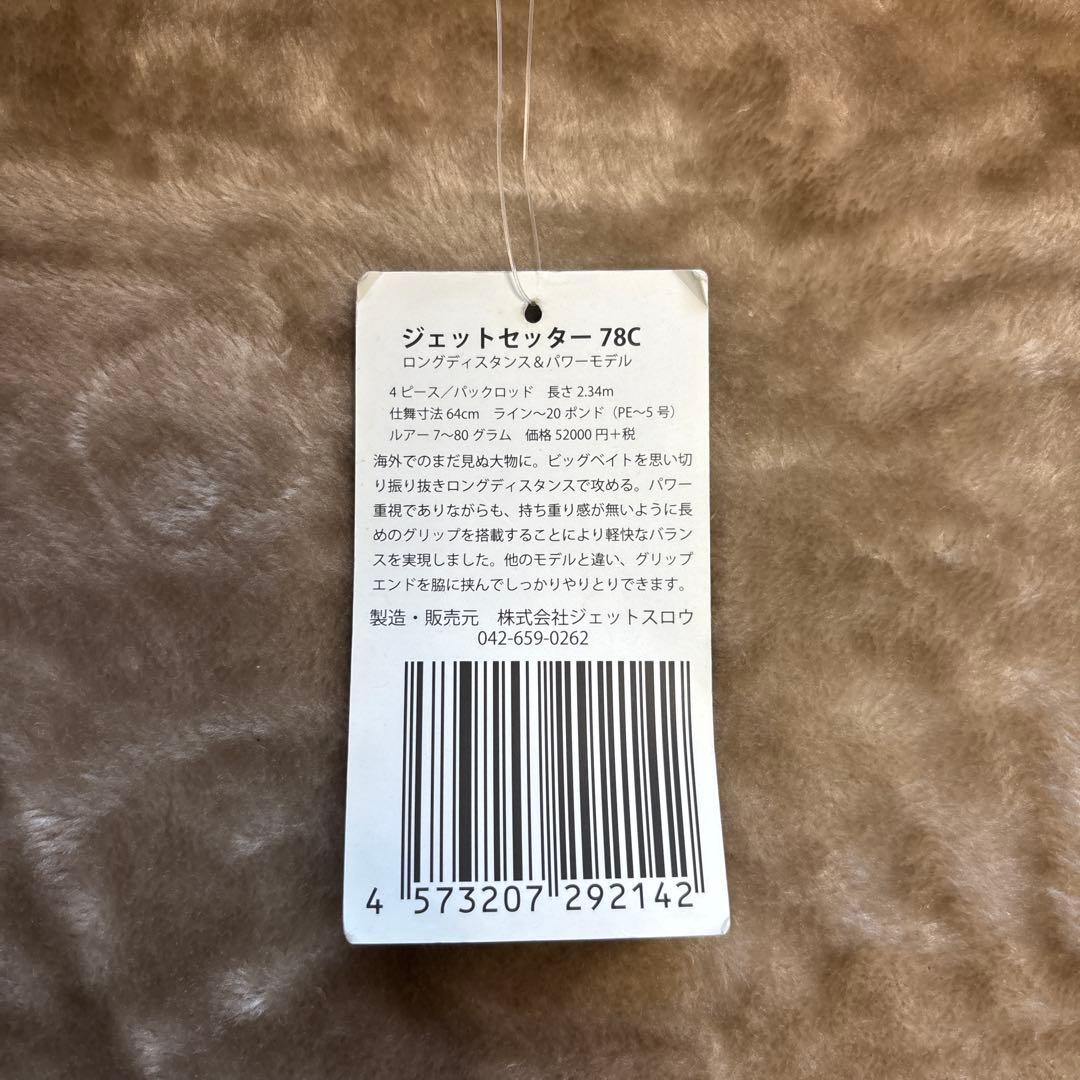 ジェットセッター 78C
ロングディスタンス＆パワーモデル
4 ピース／パックロッド　長さ 2.34m
仕舞寸法 64cm　ライン〜20 ポンド（PE〜5 号）
ルアー 7〜80 グラム　価格 52000 円＋税
海外でのまだ見ぬ大物に。ビッグベイトを思い切
り振り抜きロングディスタンスで攻める。パワー
重視でありながらも、持ち重り感が無いように長
めのグリップを搭載することにより軽快なバラン
スを実現しました。他のモデルと違い、グリップ
エンドを脇に挟んでしっかりやりとりできます。
製造・販売元　株式会社ジェットスロウ
042-659-0262
4 573207 292142